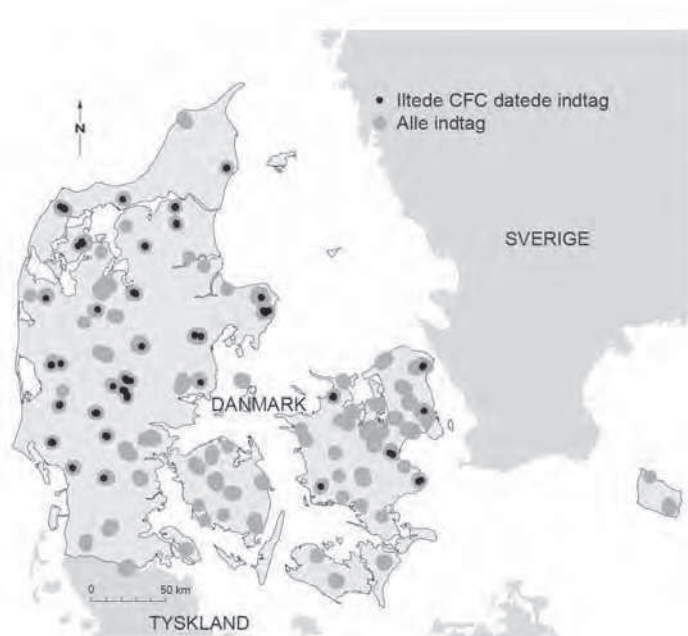 Iltede CFC datede indtag
Alle indtag
N
SVERIGE
DANMARK
0 50 km
TYSKLAND